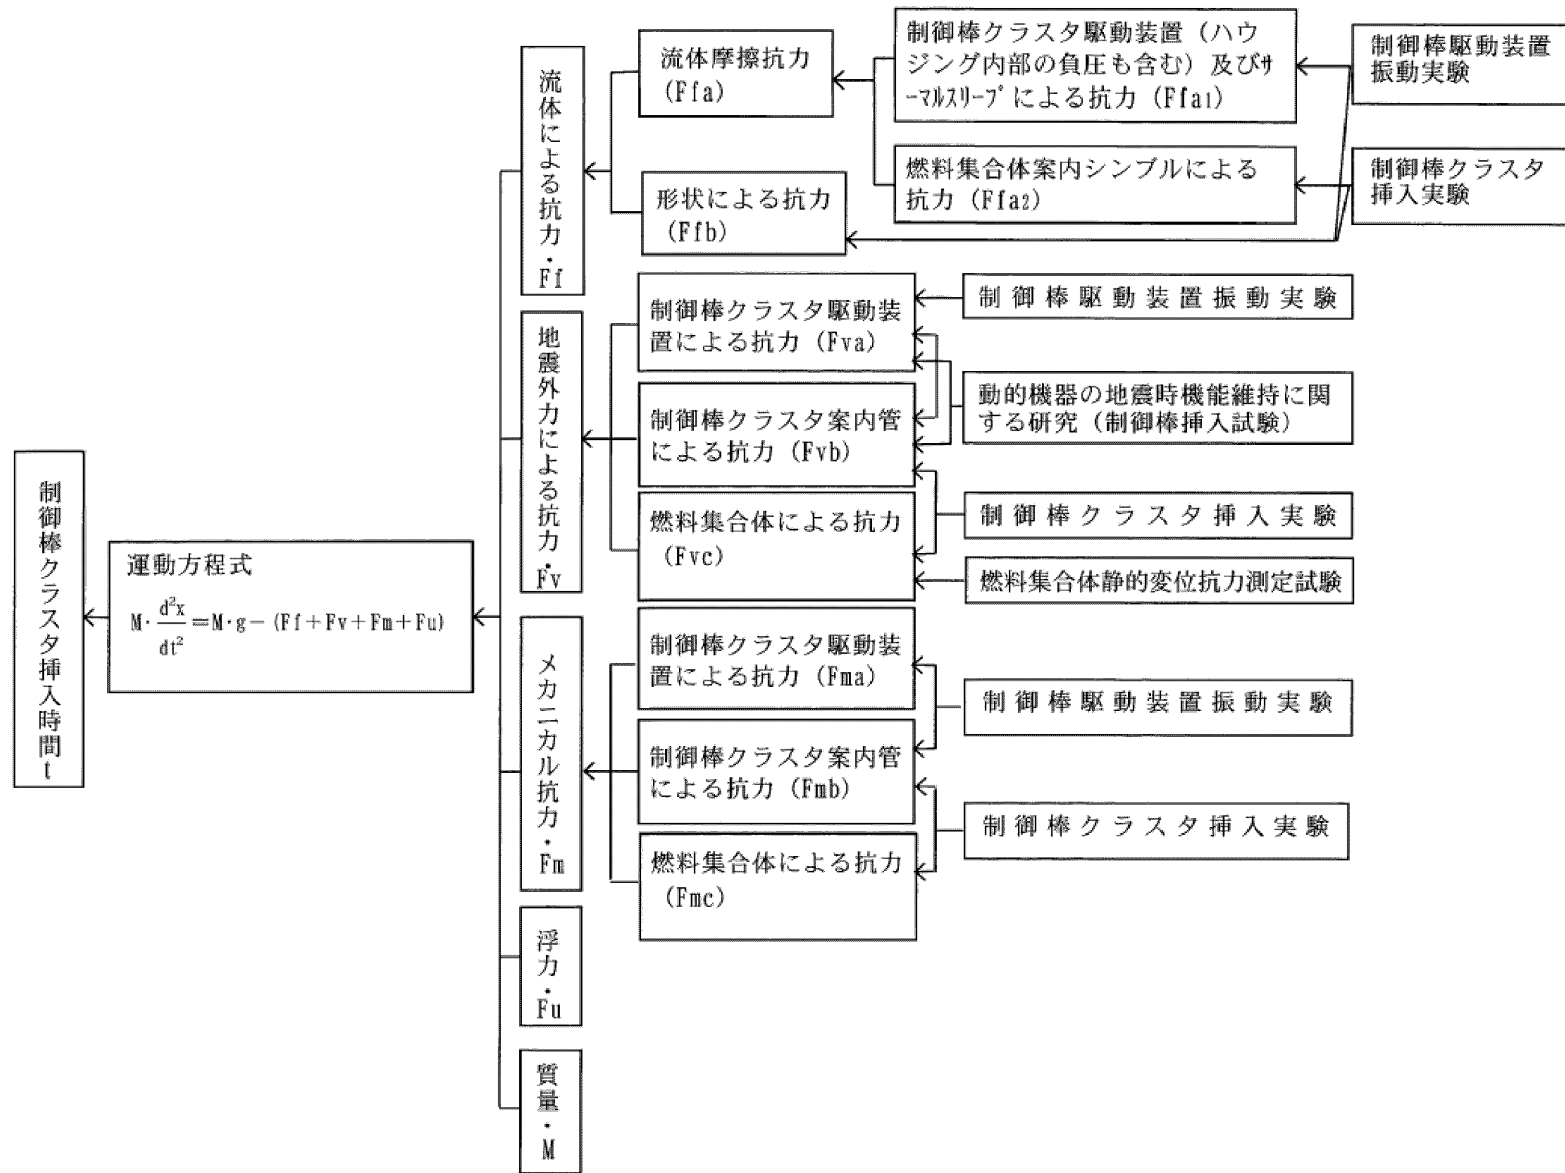 制御棒クラスタ挿入時間t
運動方程式
M・d²x/dt²=M・g−(Ff+Fv+Fm+Fu)
流体による抗力・Ff
流体摩擦抗力
(Ffa)
制御棒クラスタ駆動装置（ハウ
ジング内部の負圧も含む）及びｻ
ｰﾏﾙｽﾘｰﾌﾞによる抗力（Ffa1）
制御棒駆動装置
振動実験
燃料集合体案内シンブルによる
抗力（Ffa2）
制御棒クラスタ
挿入実験
形状による抗力
(Ffb)
地震外力による抗力・Fv
制御棒クラスタ駆動装
置による抗力（Fva）
制御棒駆動装置振動実験
制御棒クラスタ案内管
による抗力（Fvb）
動的機器の地震時機能維持に関
する研究（制御棒挿入試験）
燃料集合体による抗力
(Fvc)
制御棒クラスタ挿入実験
燃料集合体静的変位抗力測定試験
メカニカル抗力・Fm
制御棒クラスタ駆動装
置による抗力（Fma）
制御棒駆動装置振動実験
制御棒クラスタ案内管
による抗力（Fmb）
制御棒クラスタ挿入実験
燃料集合体による抗力
(Fmc)
浮力・Fu
質量・M